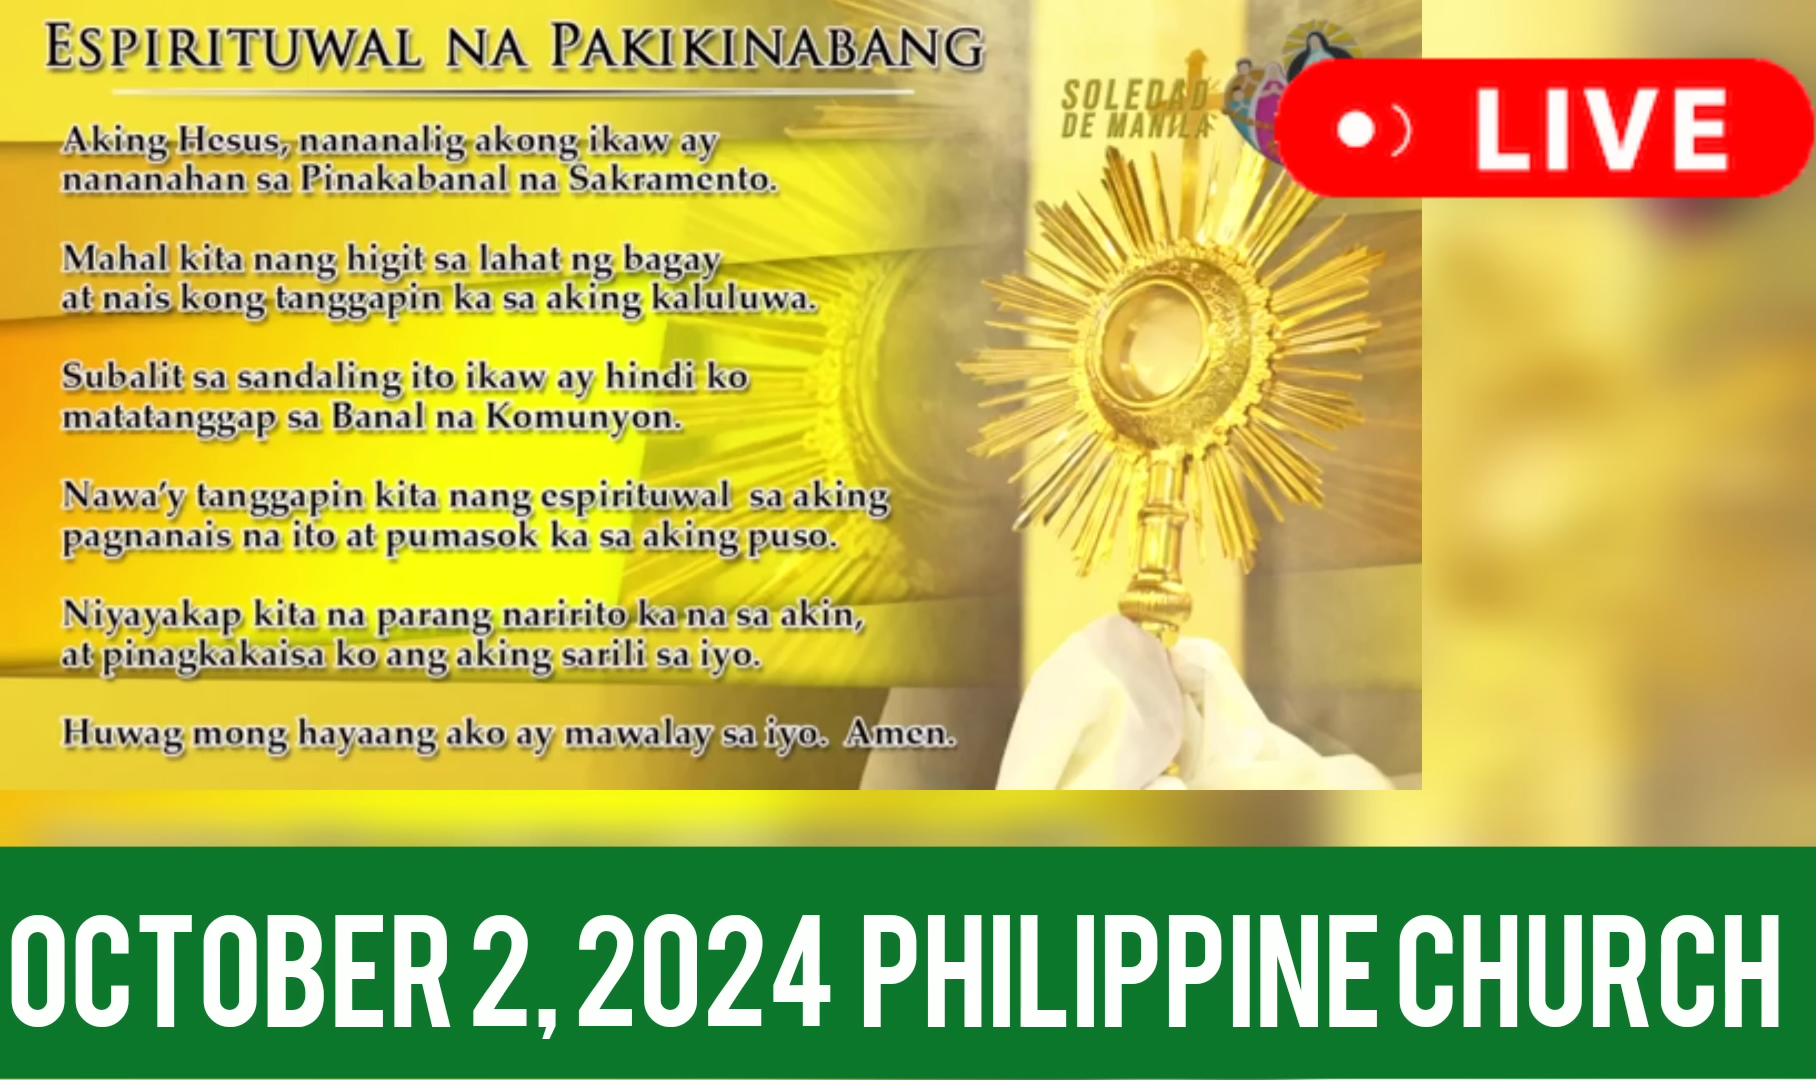 ESPIRITUWAL NA PAKIKINABANG
SOLEDAD
DE MANILA
LIVE
Aking Hesus, nananalig akong ikaw ay
nananahan sa Pinakabanal na Sakramento.
Mahal kita nang higit sa lahat ng bagay
at nais kong tanggapin ka sa aking kaluluwa.
Subalit sa sandaling ito ikaw ay hindi ko
matatanggap sa Banal na Komunyon.
Nawa'y tanggapin kita nang espirituwal sa aking
pagnanais na ito at pumasok ka sa aking puso.
Niyayakap kita na parang naririto ka na sa akin,
at pinagkakaisa ko ang aking sarili sa iyo.
Huwag mong hayaang ako ay mawalay sa iyo. Amen.
OCTOBER 2, 2024 PHILIPPINE CHURCH